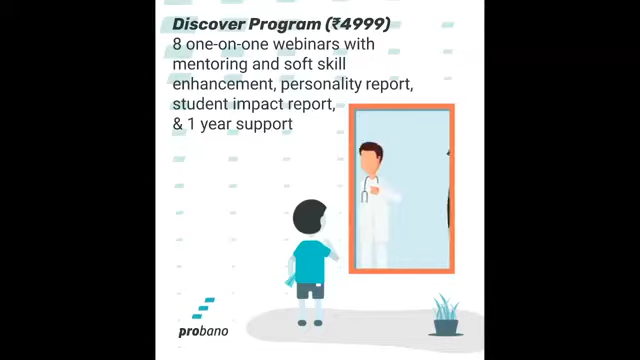 Discover Program (₹4999)
8 one-on-one webinars with
mentoring and soft skill
enhancement, personality report,
student impact report,
& 1 year support
probano